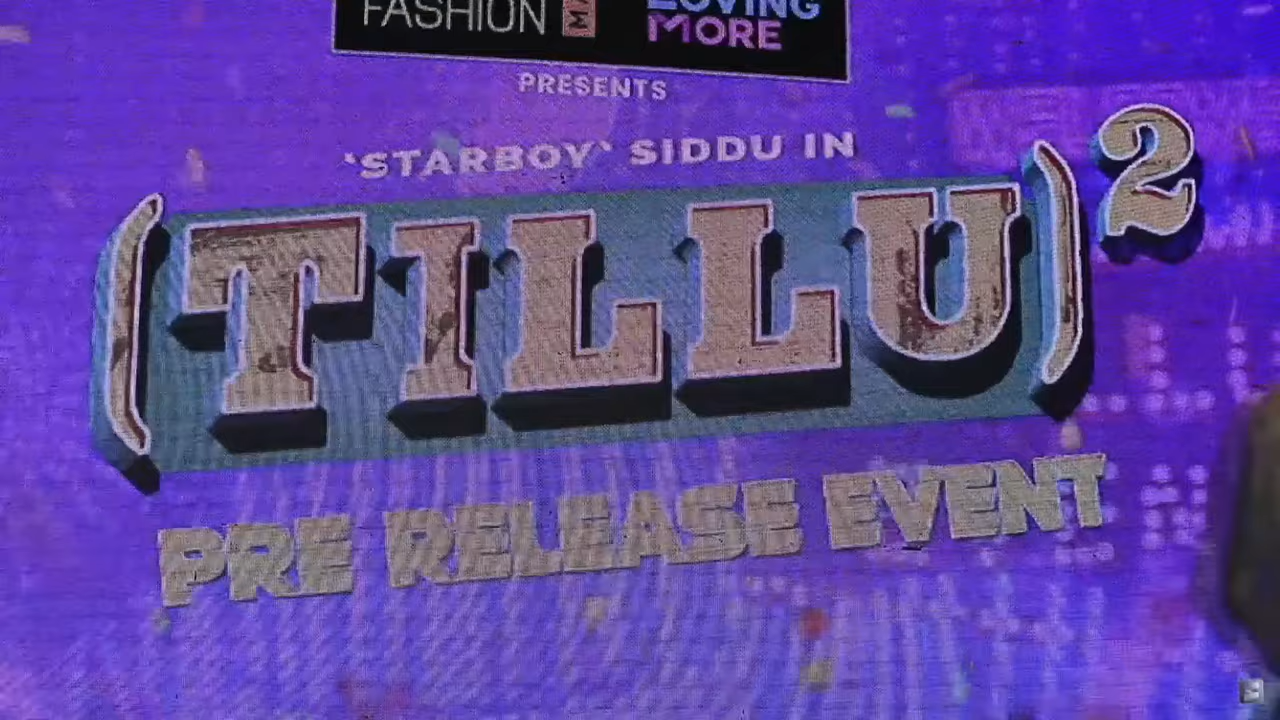 FASHION
LOVING
MORE
PRESENTS
'STARBOY' SIDDU IN
(TILLU)²
PRE RELEASE EVENT